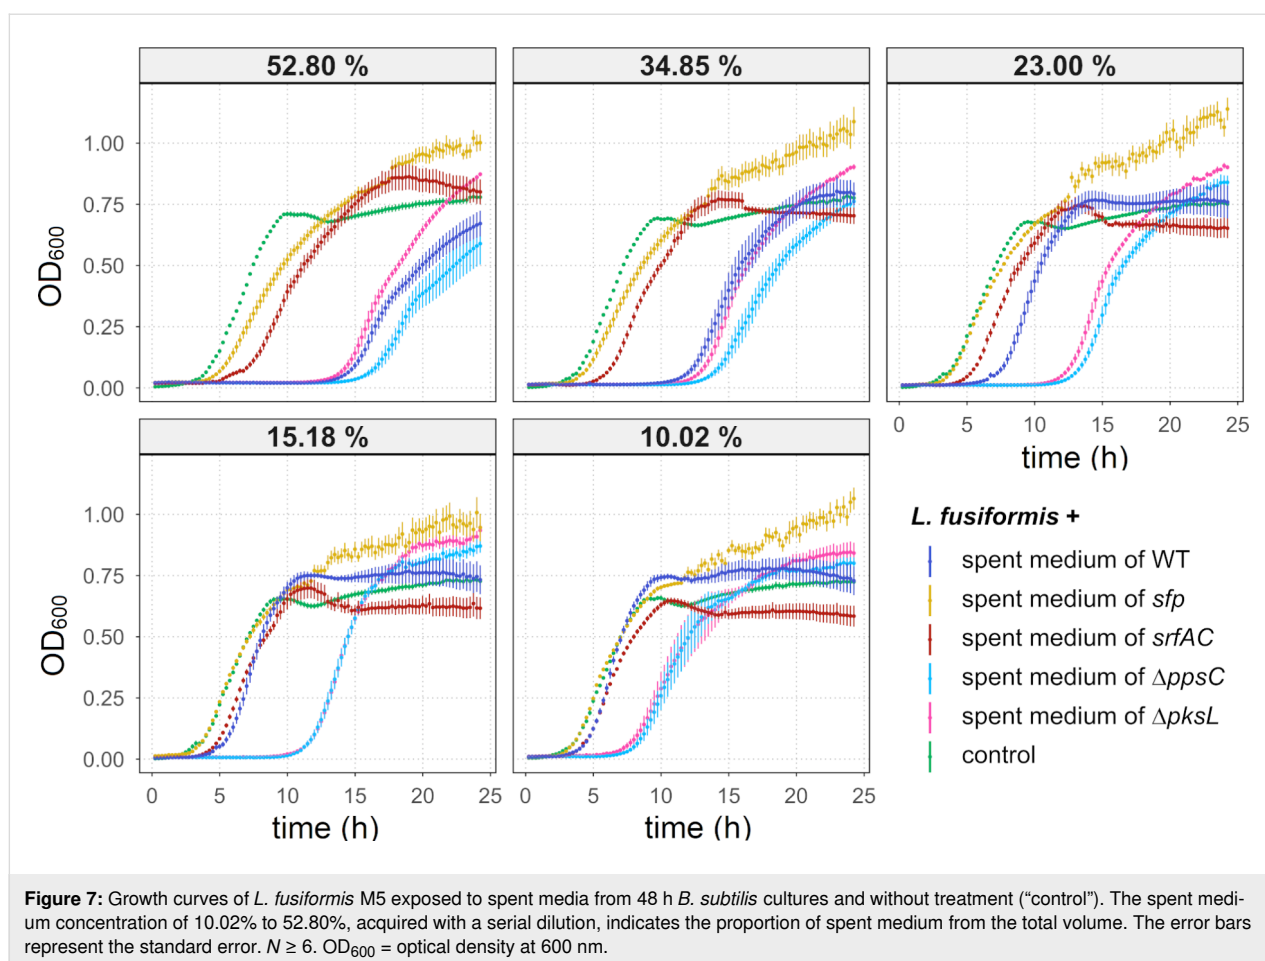 52.80 %
34.85 %
23.00 %
OD600
1.00
0.75
0.50
0.25
0.00
0 5 10 15 20 25
time (h)
15.18 %
10.02 %
OD600
1.00
0.75
0.50
0.25
0.00
0 5 10 15 20 25
0 5 10 15 20 25
time (h)
time (h)
L. fusiformis +
spent medium of WT
spent medium of sfp
spent medium of srfAC
spent medium of ΔppsC
spent medium of ΔpksL
control
Figure 7: Growth curves of L. fusiformis M5 exposed to spent media from 48 h B. subtilis cultures and without treatment (“control”). The spent medi-
um concentration of 10.02% to 52.80%, acquired with a serial dilution, indicates the proportion of spent medium from the total volume. The error bars
represent the standard error. N ≥ 6. OD600 = optical density at 600 nm.